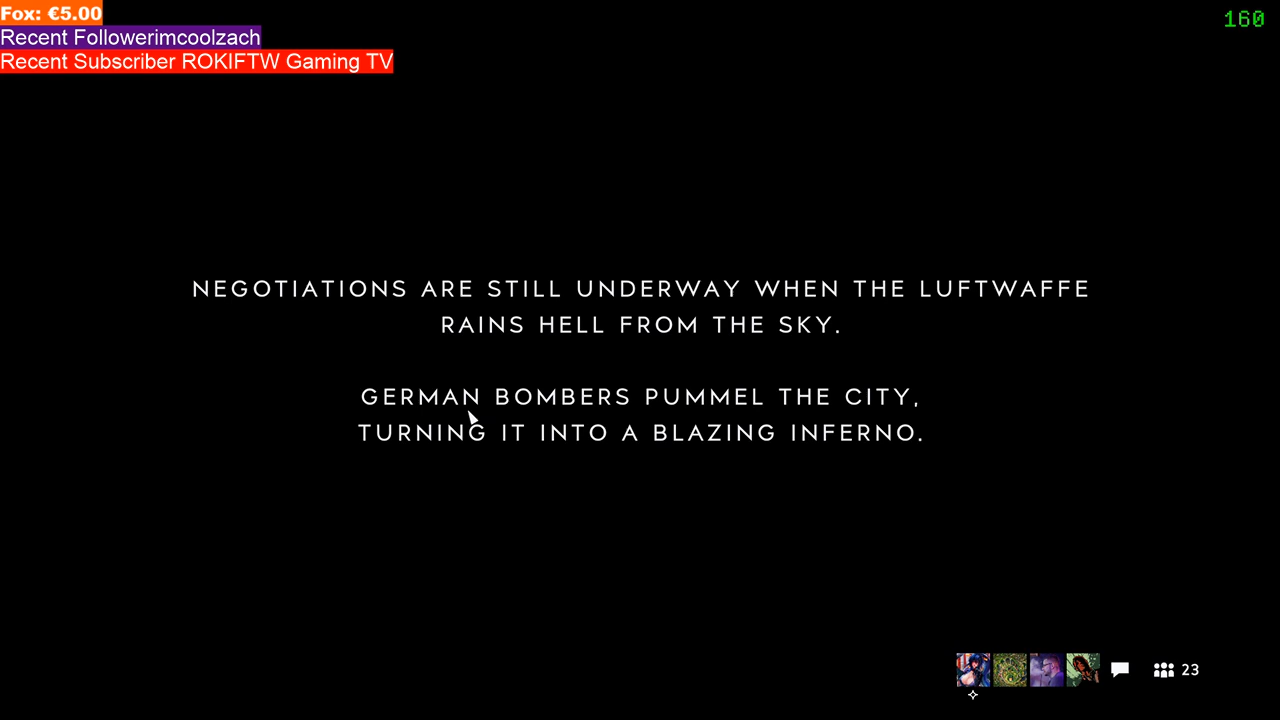 Fox: €5.00
160
Recent Followerimcoolzach
Recent Subscriber ROKIFTW Gaming TV
NEGOTIATIONS ARE STILL UNDERWAY WHEN THE LUFTWAFFE
RAINS HELL FROM THE SKY.
GERMAN BOMBERS PUMMEL THE CITY,
TURNING IT INTO A BLAZING INFERNO.
23